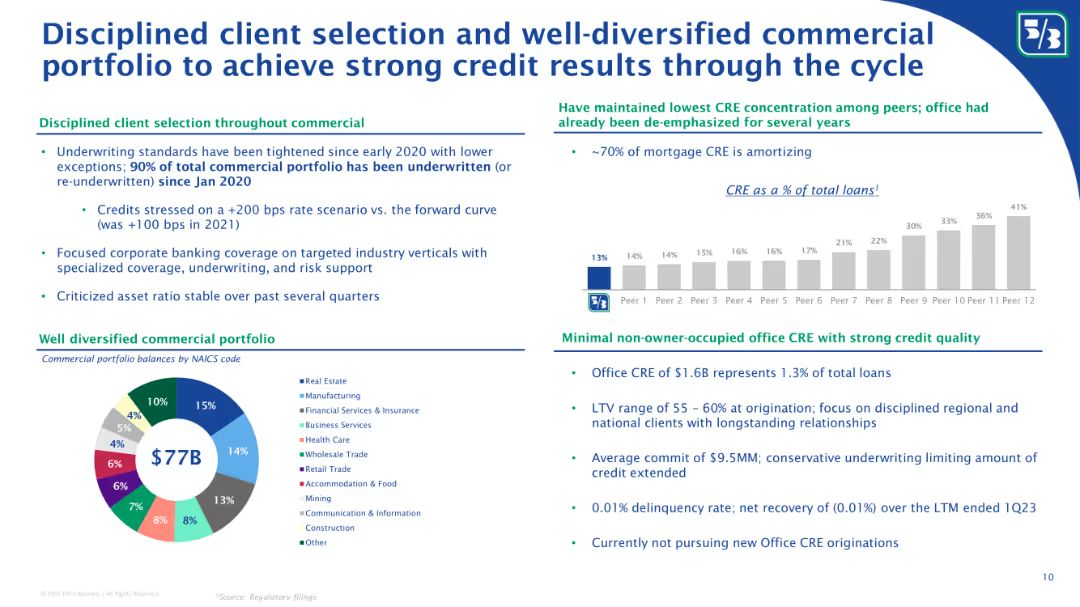 Disciplined client selection and well-diversified commercial
portfolio to achieve strong credit results through the cycle
5/3
Disciplined client selection throughout commercial
• Underwriting standards have been tightened since early 2020 with lower
exceptions; 90% of total commercial portfolio has been underwritten (or
re-underwritten) since Jan 2020
• Credits stressed on a +200 bps rate scenario vs. the forward curve
(was +100 bps in 2021)
• Focused corporate banking coverage on targeted industry verticals with
specialized coverage, underwriting, and risk support
• Criticized asset ratio stable over past several quarters
Have maintained lowest CRE concentration among peers; office had
already been de-emphasized for several years
• ~70% of mortgage CRE is amortizing
CRE as a % of total loans¹
13% 14% 14% 15% 16% 16% 17% 21% 22% 30% 33% 36% 41%
5/3 Peer 1 Peer 2 Peer 3 Peer 4 Peer 5 Peer 6 Peer 7 Peer 8 Peer 9 Peer 10 Peer 11 Peer 12
Well diversified commercial portfolio
Commercial portfolio balances by NAICS code
$77B
15%
14%
13%
8%
8%
7%
6%
6%
4%
5%
4%
10%
Real Estate
Manufacturing
Financial Services & Insurance
Business Services
Health Care
Wholesale Trade
Retail Trade
Accommodation & Food
Mining
Communication & Information
Construction
Other
Minimal non-owner-occupied office CRE with strong credit quality
• Office CRE of $1.6B represents 1.3% of total loans
• LTV range of 55 – 60% at origination; focus on disciplined regional and
national clients with longstanding relationships
• Average commit of $9.5MM; conservative underwriting limiting amount of
credit extended
• 0.01% delinquency rate; net recovery of (0.01%) over the LTM ended 1Q23
• Currently not pursuing new Office CRE originations
10
© Fifth Third Bancorp | All Rights Reserved
¹Source: Regulatory filings